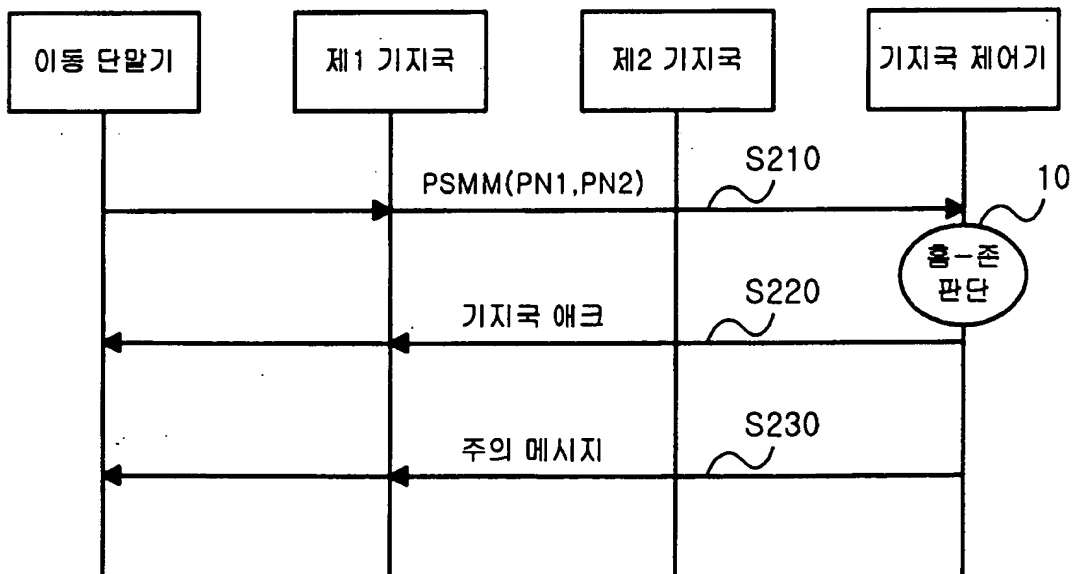 이동 단말기
제1 기지국
제2 기지국
기지국 제어기
PSMM(PN1,PN2)
S210
10
홈-존
판단
기지국 애크
S220
주의 메시지
S230